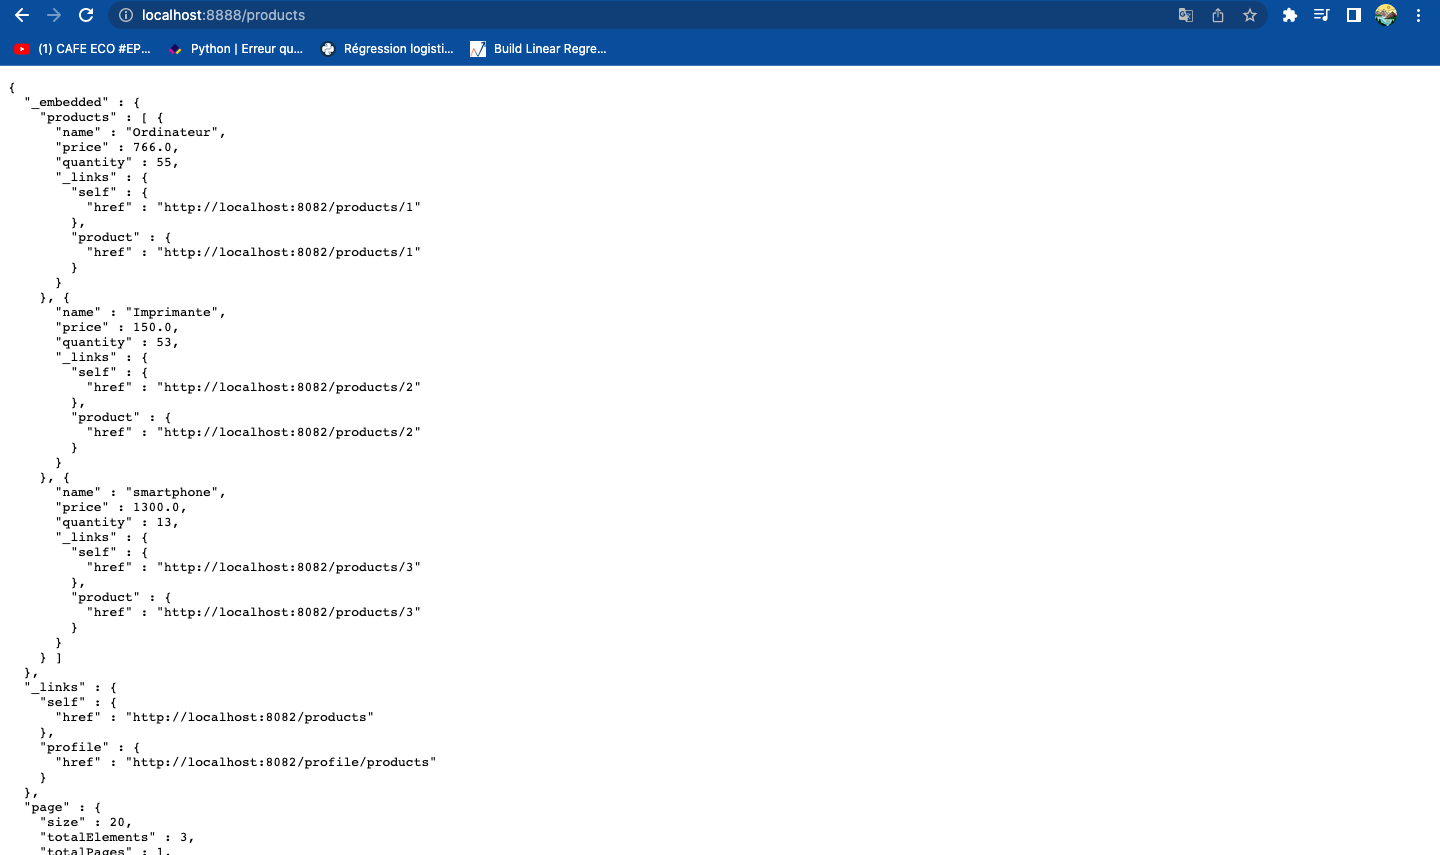 localhost:8888/products
(1) CAFE ECO #EP...
Python | Erreur qu...
Régression logisti...
Build Linear Regre...
{
  "_embedded" : {
    "products" : [ {
      "name" : "Ordinateur",
      "price" : 766.0,
      "quantity" : 55,
      "_links" : {
        "self" : {
          "href" : "http://localhost:8082/products/1"
        },
        "product" : {
          "href" : "http://localhost:8082/products/1"
        }
      }
    }, {
      "name" : "Imprimante",
      "price" : 150.0,
      "quantity" : 53,
      "_links" : {
        "self" : {
          "href" : "http://localhost:8082/products/2"
        },
        "product" : {
          "href" : "http://localhost:8082/products/2"
        }
      }
    }, {
      "name" : "smartphone",
      "price" : 1300.0,
      "quantity" : 13,
      "_links" : {
        "self" : {
          "href" : "http://localhost:8082/products/3"
        },
        "product" : {
          "href" : "http://localhost:8082/products/3"
        }
      }
    } ]
  },
  "_links" : {
    "self" : {
      "href" : "http://localhost:8082/products"
    },
    "profile" : {
      "href" : "http://localhost:8082/profile/products"
    }
  },
  "page" : {
    "size" : 20,
    "totalElements" : 3,
    "totalPages" : 1,